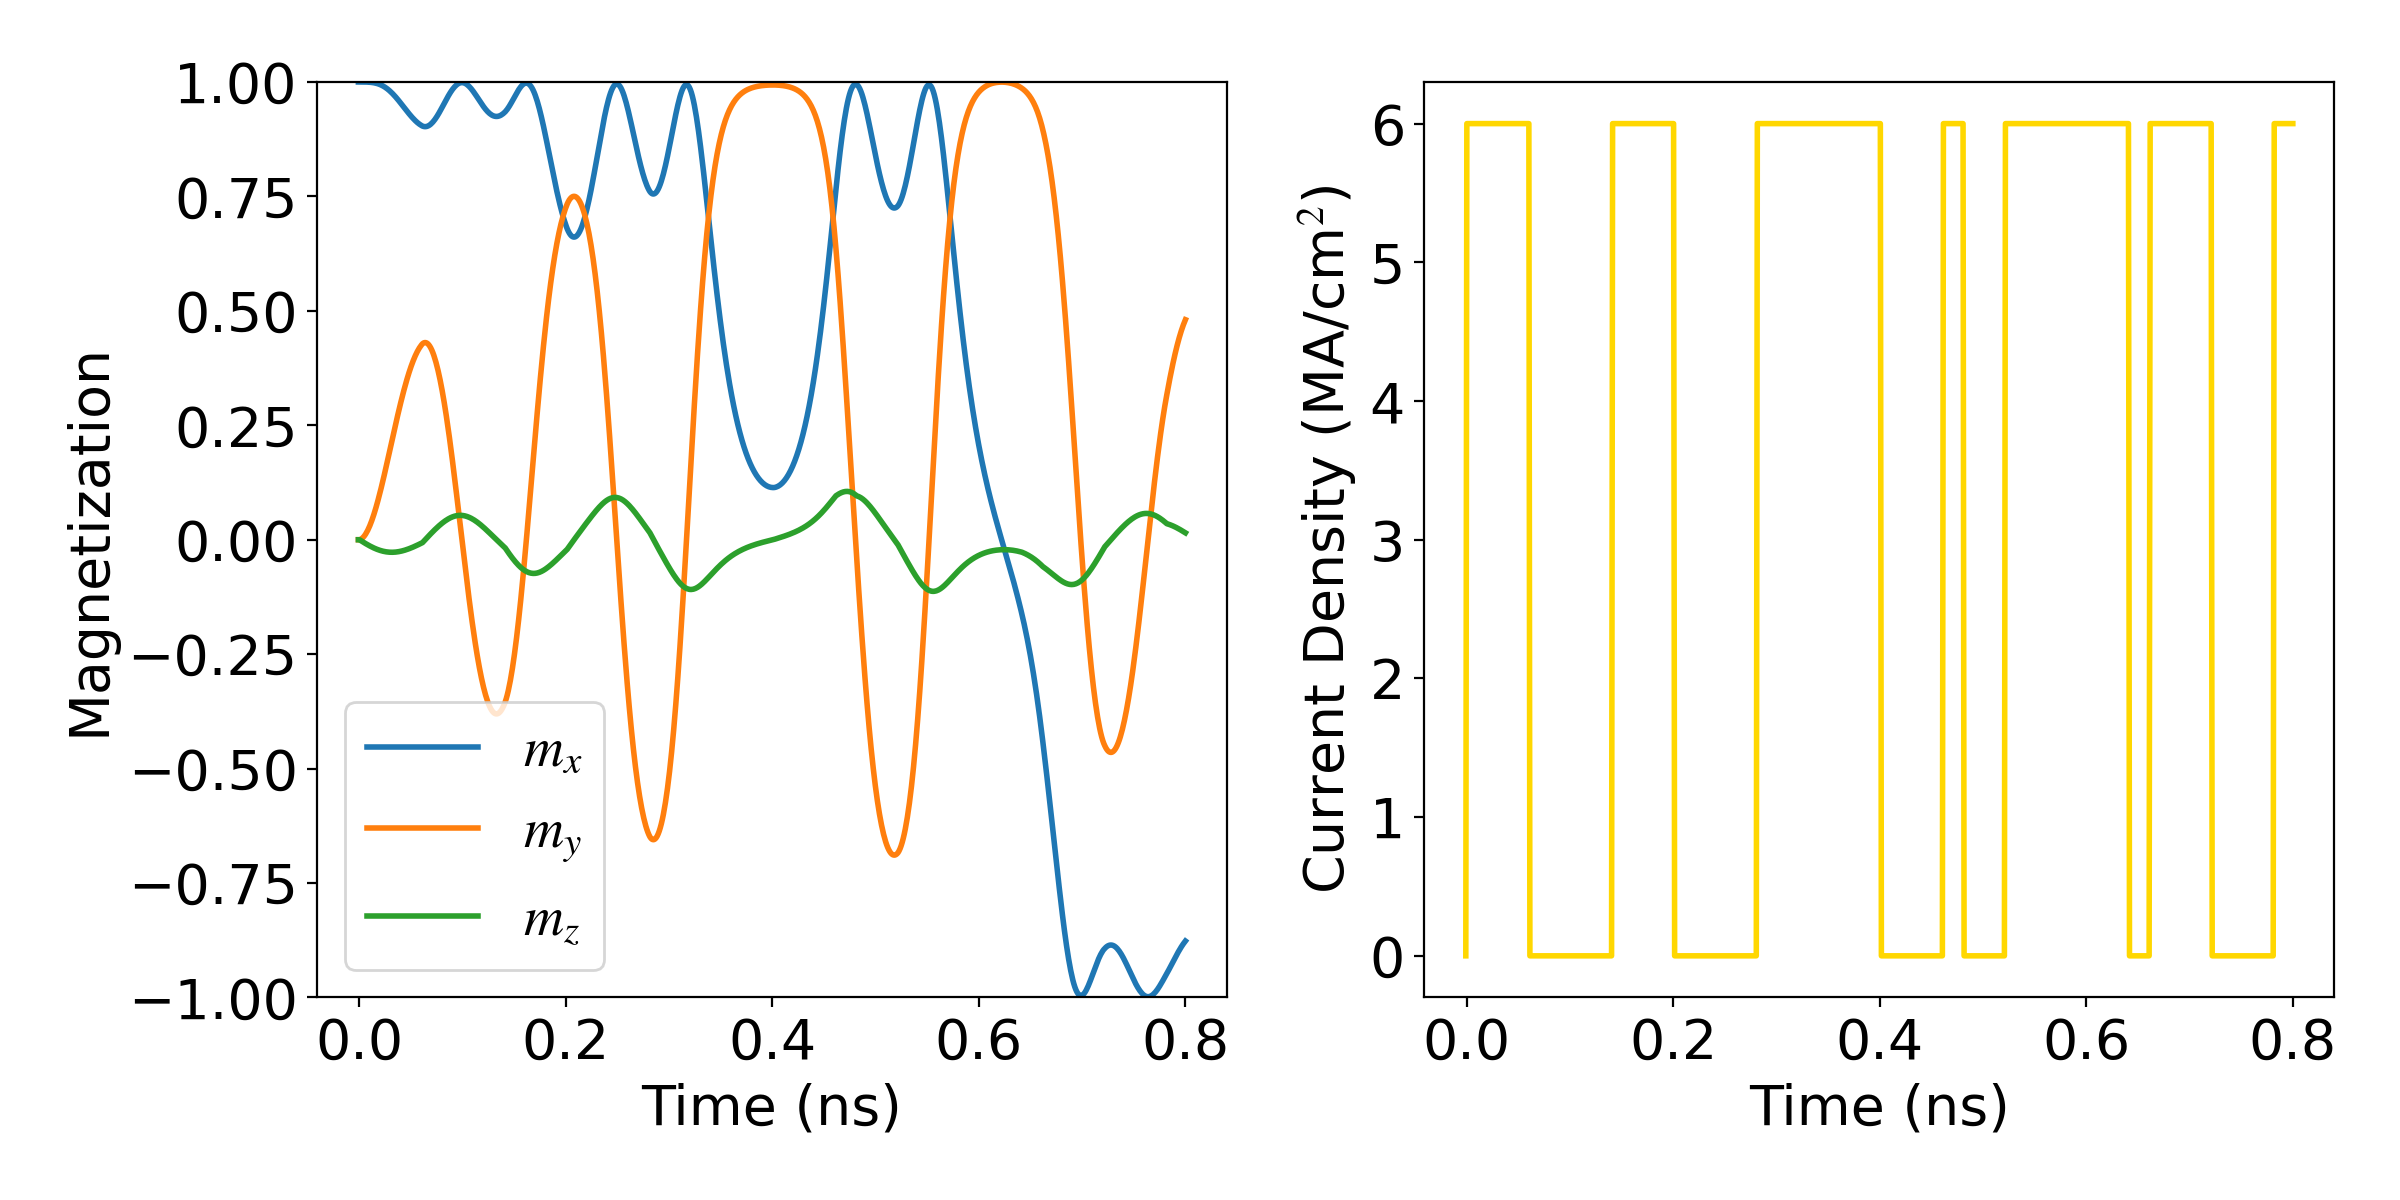 Magnetization
1.00
0.75
0.50
0.25
0.00
−0.25
−0.50
−0.75
−1.00
m_x
m_y
m_z
0.0 0.2 0.4 0.6 0.8
Time (ns)
Current Density (MA/cm²)
6
5
4
3
2
1
0
0.0 0.2 0.4 0.6 0.8
Time (ns)